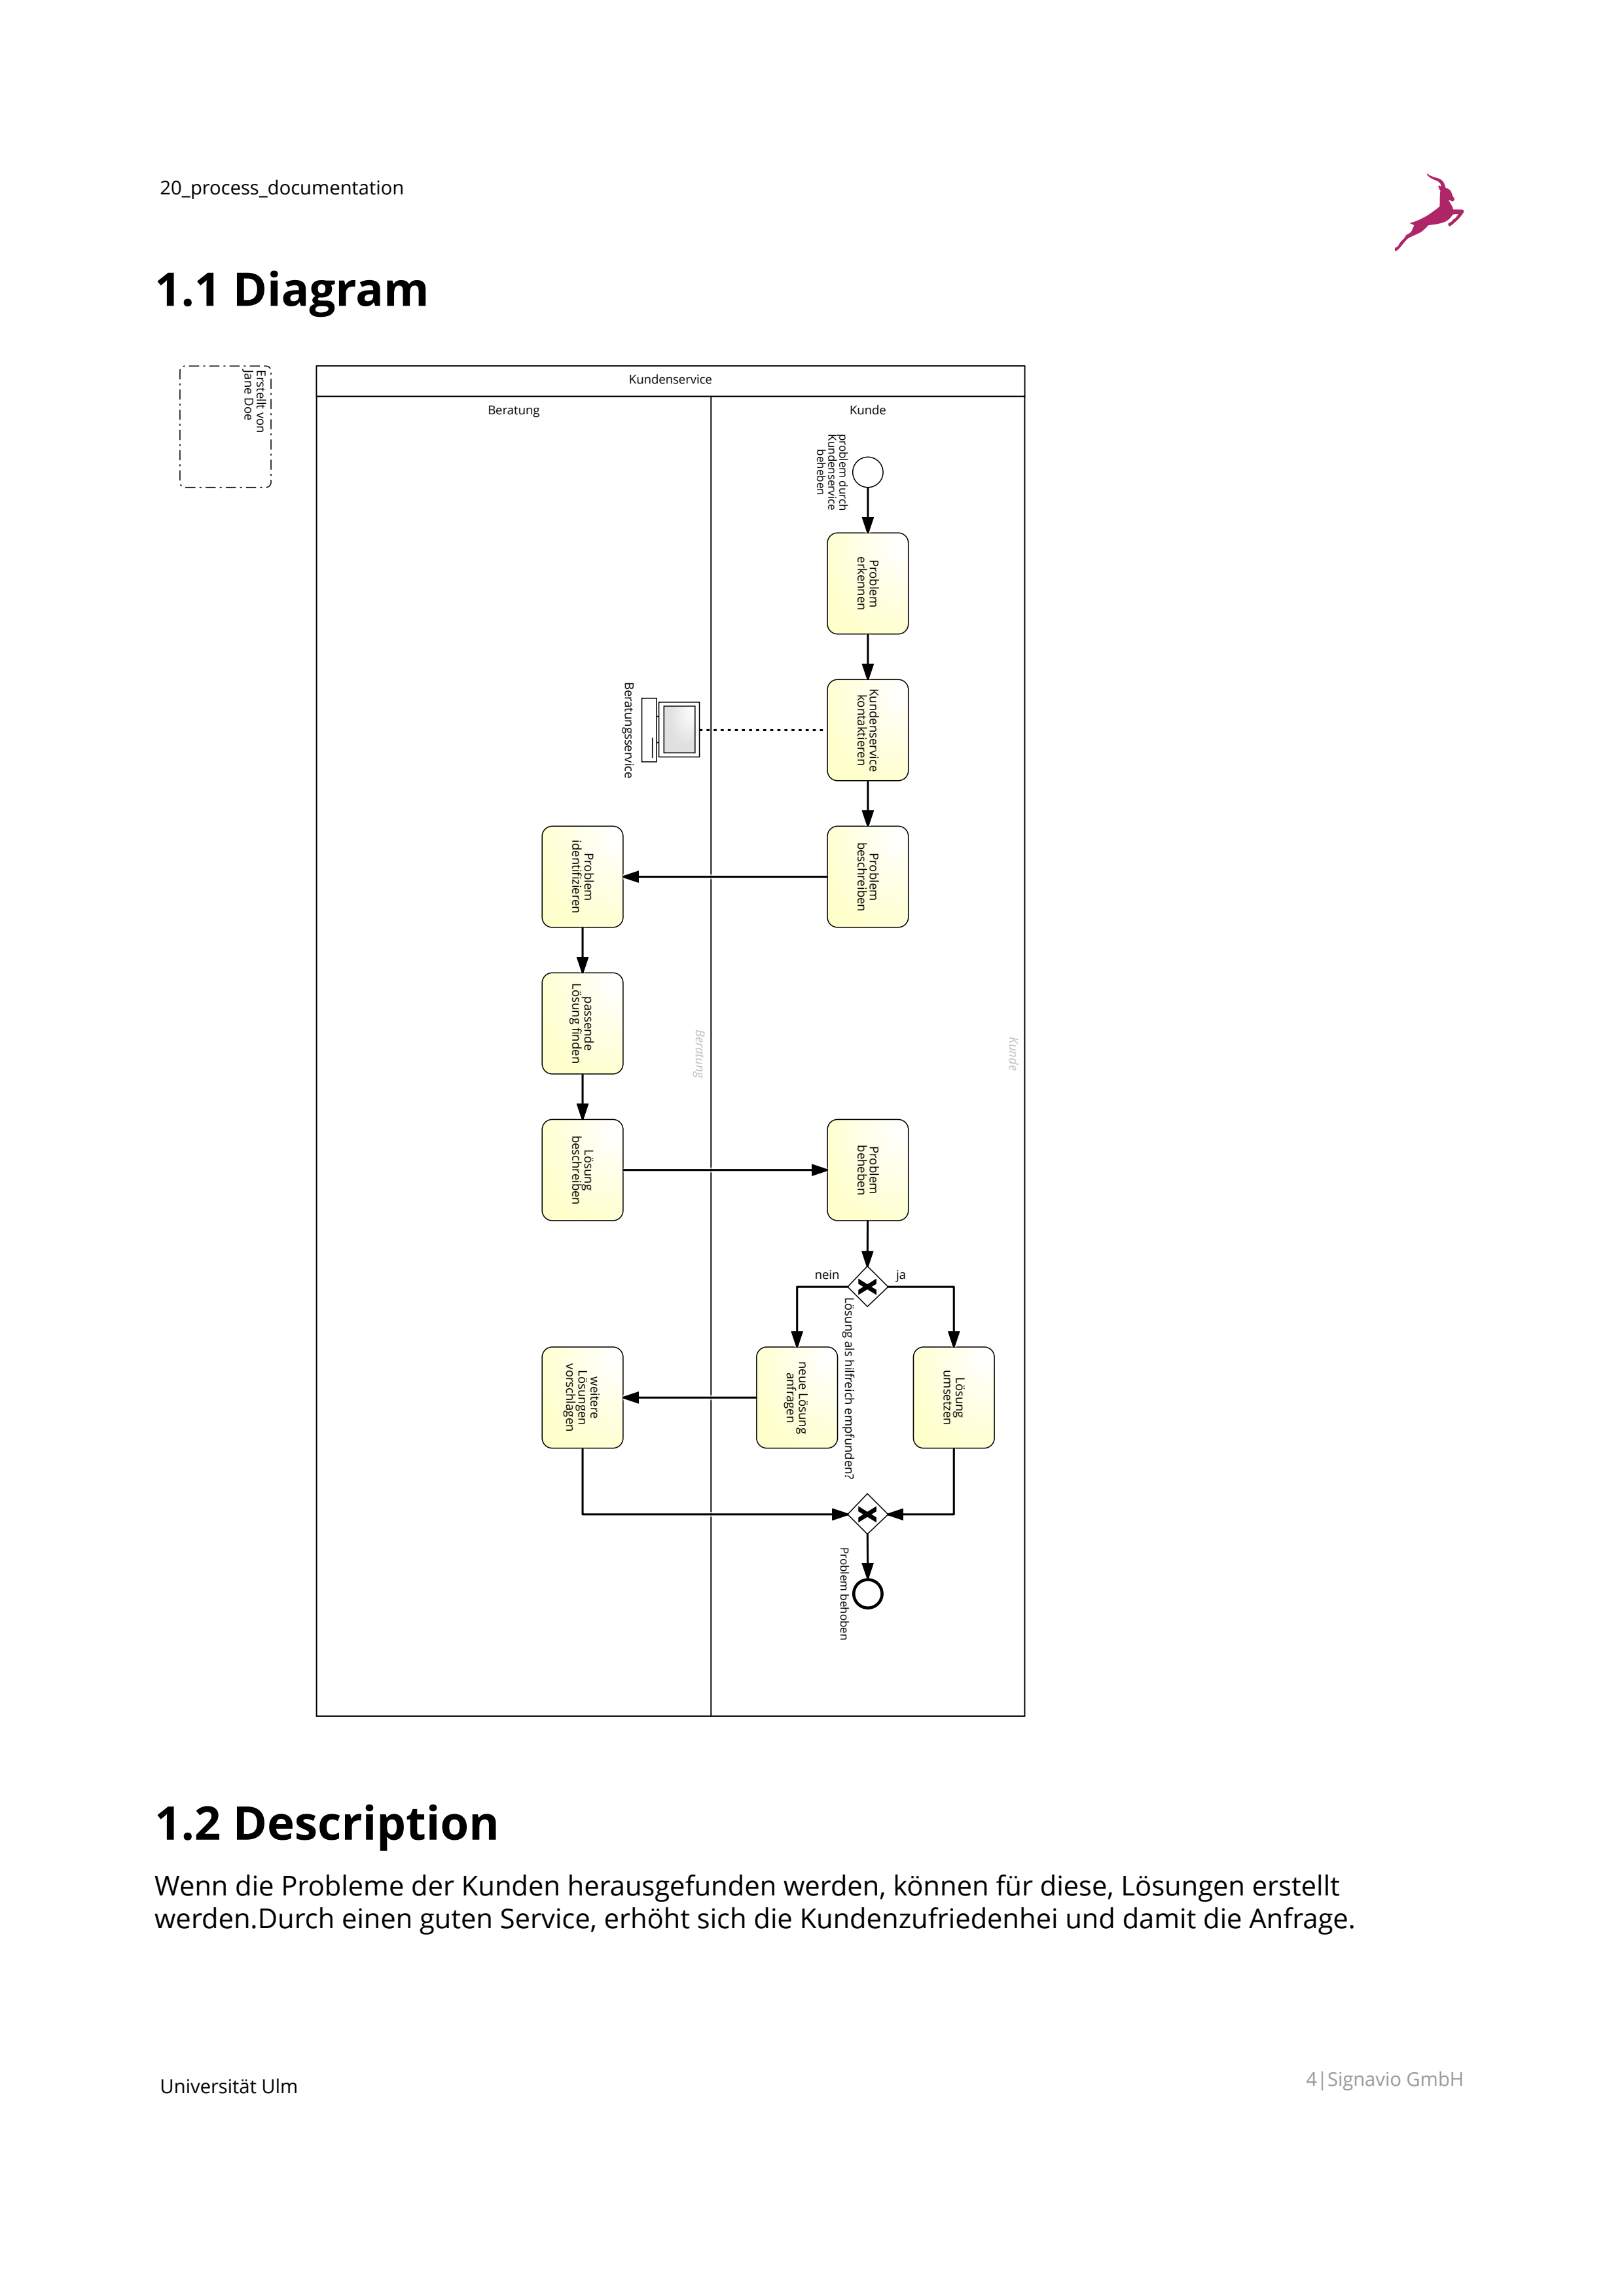 20_process_documentation
1.1 Diagram
Erstellt von
Jane Doe
Kundenservice
Beratung
Kunde
problem durch
Kundenservice
beheben
Problem
erkennen
Kundenservice
kontaktieren
Beratungsservice
Problem
beschreiben
Problem
identifizieren
passende
Lösung finden
Beratung
Kunde
Lösung
beschreiben
Problem
beheben
nein
ja
Lösung als hilfreich empfunden?
Lösung
umsetzen
neue Lösung
anfragen
weitere
Lösungen
vorschlagen
Problem behoben
1.2 Description
Wenn die Probleme der Kunden herausgefunden werden, können für diese, Lösungen erstellt
werden.Durch einen guten Service, erhöht sich die Kundenzufriedenhei und damit die Anfrage.
Universität Ulm
4|Signavio GmbH